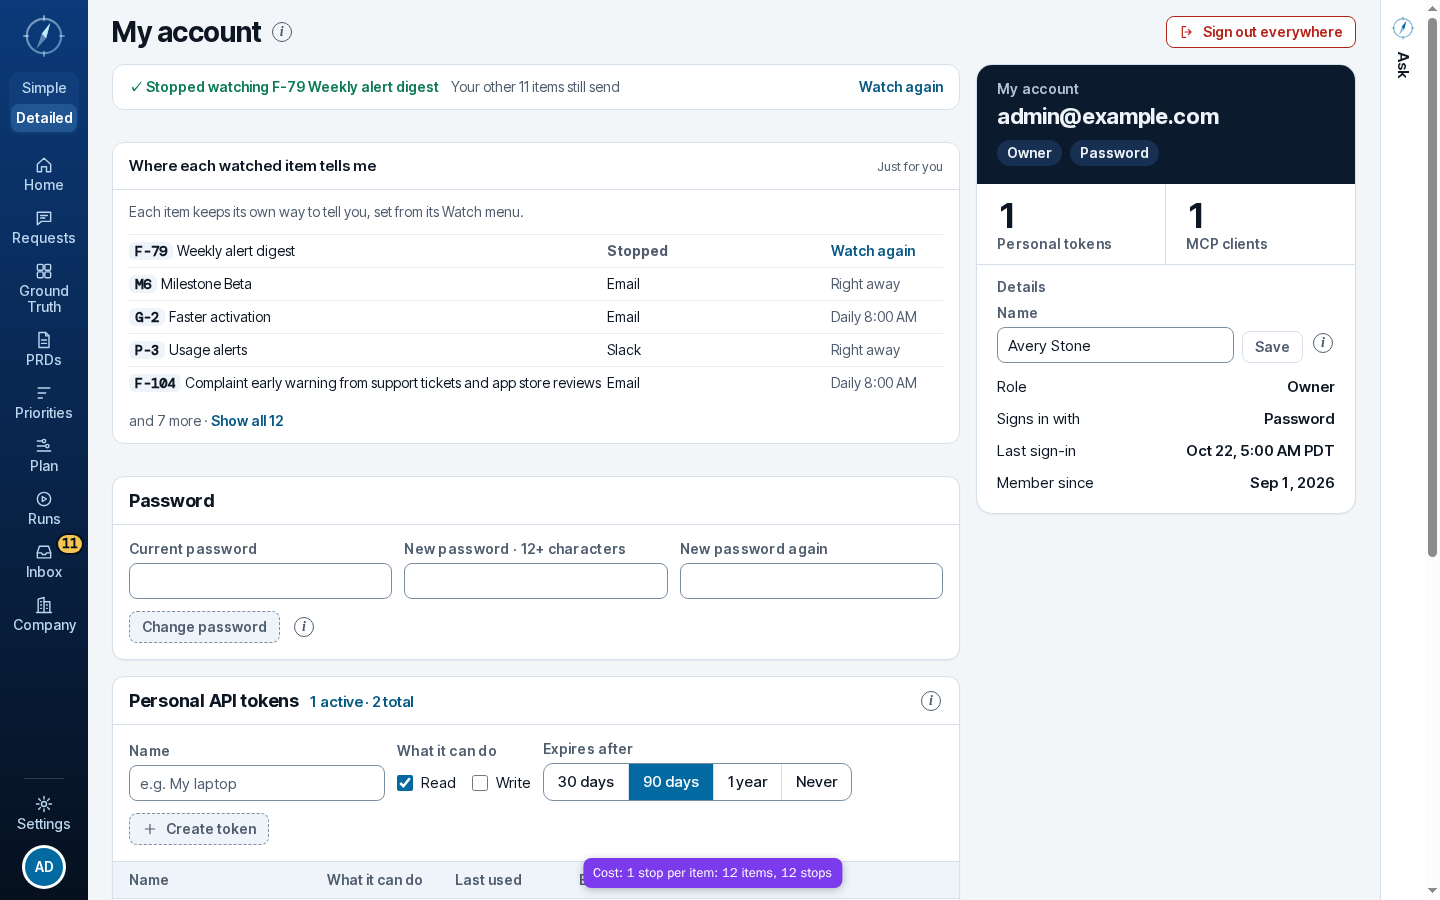 Simple
Detailed
Home
Requests
Ground
Truth
PRDs
Priorities
Plan
Runs
11
Inbox
Company
Settings
AD
My account i
Sign out everywhere
✓ Stopped watching F-79 Weekly alert digest Your other 11 items still send Watch again
Where each watched item tells me Just for you
Each item keeps its own way to tell you, set from its Watch menu.
F-79 Weekly alert digest Stopped Watch again
M6 Milestone Beta Email Right away
G-2 Faster activation Email Daily 8:00 AM
P-3 Usage alerts Slack Right away
F-104 Complaint early warning from support tickets and app store reviews Email Daily 8:00 AM
and 7 more · Show all 12
Password
Current password New password · 12+ characters New password again
Change password i
Personal API tokens 1 active · 2 total i
Name What it can do Expires after
e.g. My laptop Read Write 30 days 90 days 1 year Never
+ Create token
Name What it can do Last used
Cost: 1 stop per item: 12 items, 12 stops
My account
admin@example.com
Owner Password
1 1
Personal tokens MCP clients
Details
Name
Avery Stone Save i
Role Owner
Signs in with Password
Last sign-in Oct 22, 5:00 AM PDT
Member since Sep 1, 2026
Ask